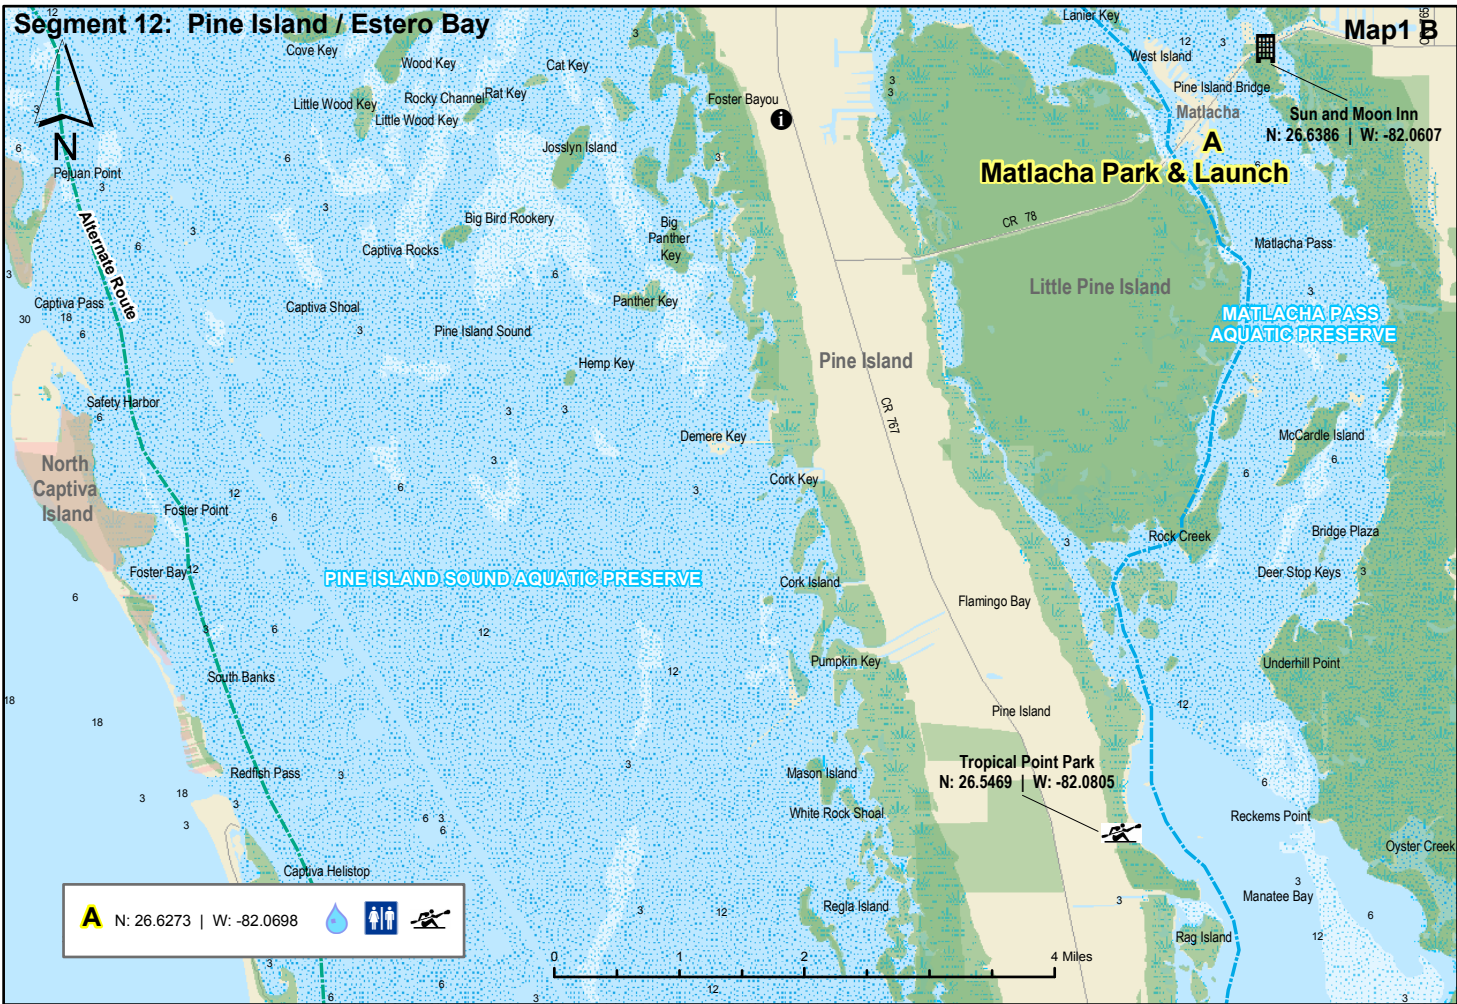 Segment 12: Pine Island / Estero Bay
Map1 B
Lanier Key
CR 765
Cove Key
Wood Key
Cat Key
West Island
Little Wood Key
Rocky Channel
Rat Key
Little Wood Key
Foster Bayou
i
Pine Island Bridge
Matlacha
Sun and Moon Inn
N: 26.6386 | W: -82.0607
A
Matlacha Park & Launch
N
Josslyn Island
Pejuan Point
Alternate Route
Big Bird Rookery
Captiva Rocks
Big
Panther
Key
CR 78
Matlacha Pass
Captiva Pass
Captiva Shoal
Panther Key
Pine Island Sound
Little Pine Island
MATLACHA PASS
AQUATIC PRESERVE
Hemp Key
Pine Island
CR 767
Safety Harbor
Demere Key
McCardle Island
North
Captiva
Island
Cork Key
Foster Point
Rock Creek
Bridge Plaza
Foster Bay
PINE ISLAND SOUND AQUATIC PRESERVE
Cork Island
Flamingo Bay
Deer Stop Keys
Pumpkin Key
Underhill Point
South Banks
Pine Island
Redfish Pass
Mason Island
Tropical Point Park
N: 26.5469 | W: -82.0805
White Rock Shoal
Reckems Point
Oyster Creek
Captiva Helistop
Manatee Bay
Regla Island
Rag Island
A N: 26.6273 | W: -82.0698
0 1 2 4 Miles